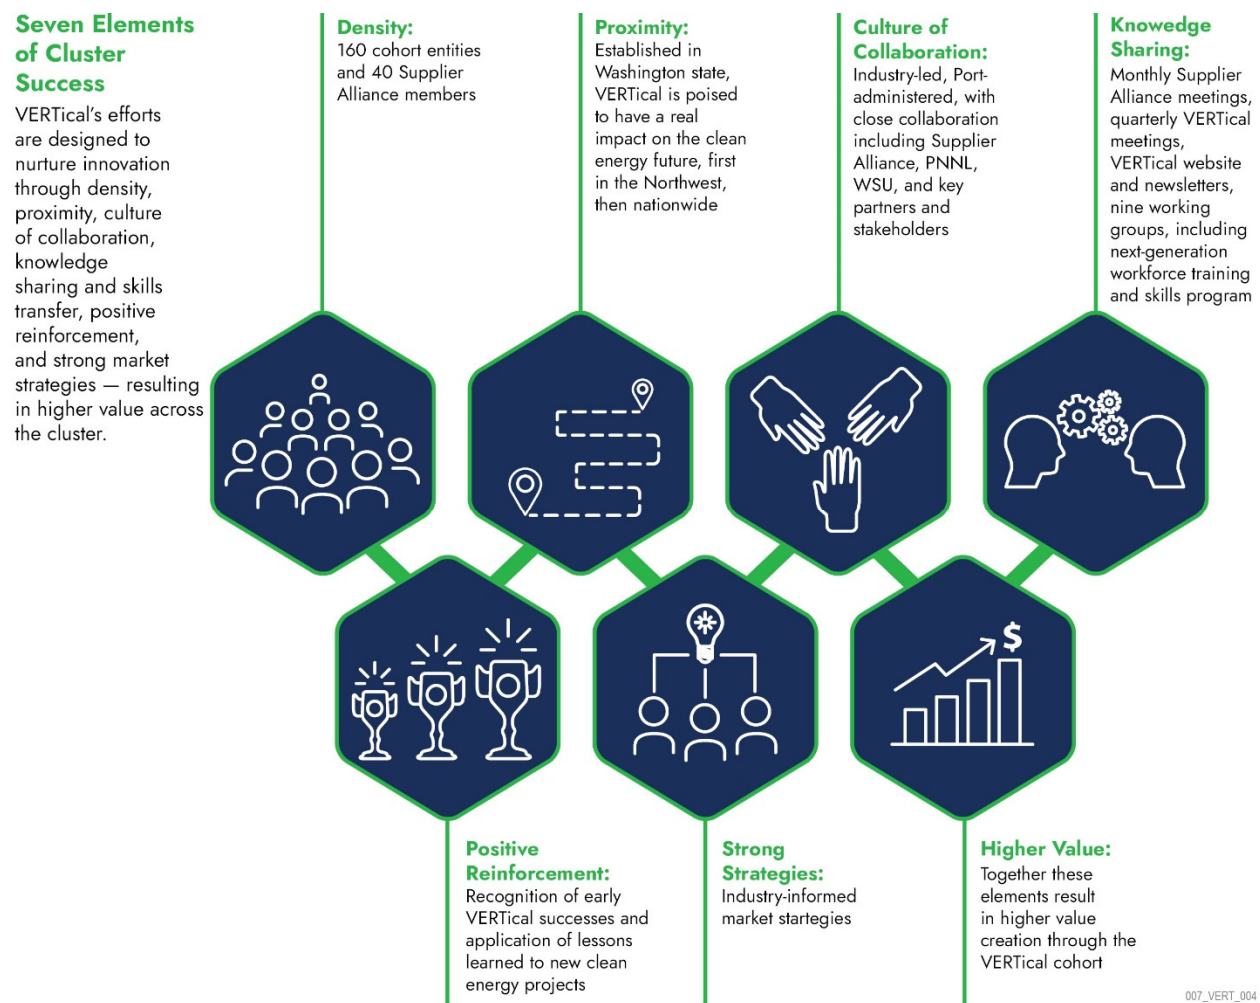 Seven Elements
of Cluster
Success
VERTical's efforts
are designed to
nurture innovation
through density,
proximity, culture
of collaboration,
knowledge
sharing and skills
transfer, positive
reinforcement,
and strong market
strategies — resulting
in higher value across
the cluster.
Density:
160 cohort entities
and 40 Supplier
Alliance members
Proximity:
Established in
Washington state,
VERTical is poised
to have a real
impact on the clean
energy future, first
in the Northwest,
then nationwide
Culture of
Collaboration:
Industry-led, Port-
administered, with
close collaboration
including Supplier
Alliance, PNNL,
WSU, and key
partners and
stakeholders
Knowedge
Sharing:
Monthly Supplier
Alliance meetings,
quarterly VERTical
meetings,
VERTical website
and newsletters,
nine working
groups, including
next-generation
workforce training
and skills program
$
Positive
Reinforcement:
Recognition of early
VERTical successes and
application of lessons
learned to new clean
energy projects
Strong
Strategies:
Industry-informed
market startegies
Higher Value:
Together these
elements result
in higher value
creation through the
VERTical cohort
007_VERT_004